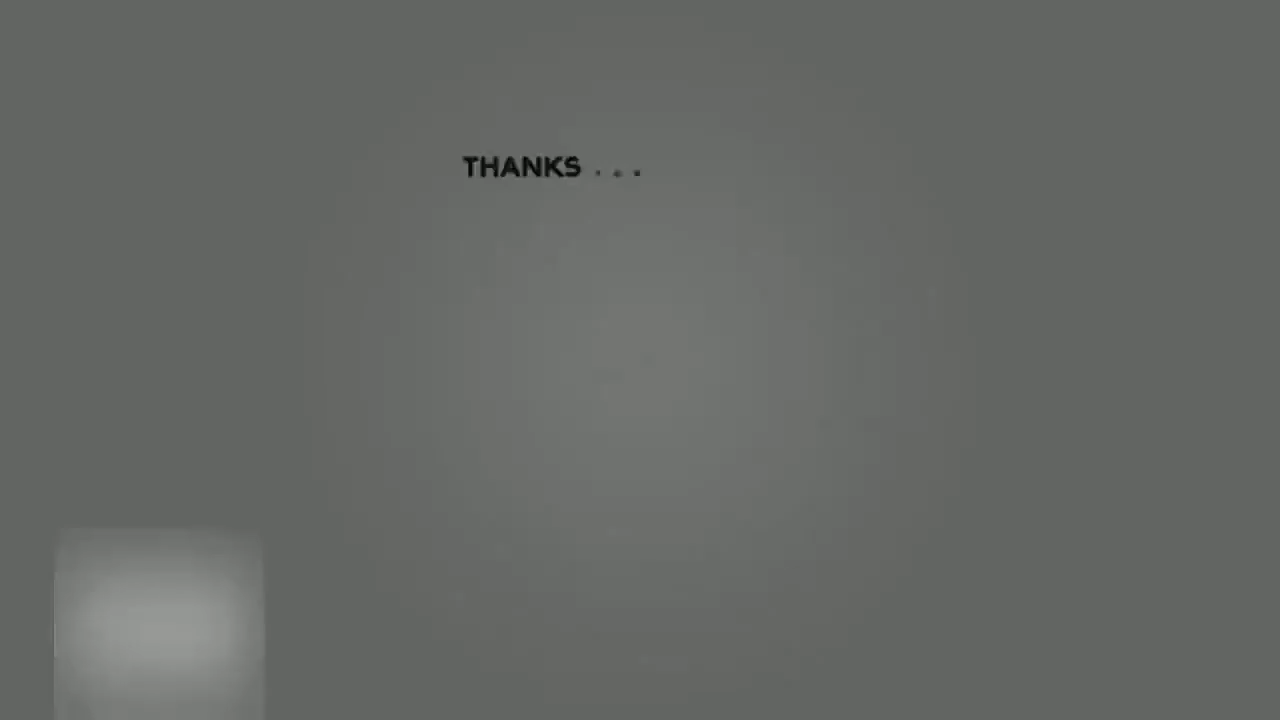 THANKS . . .